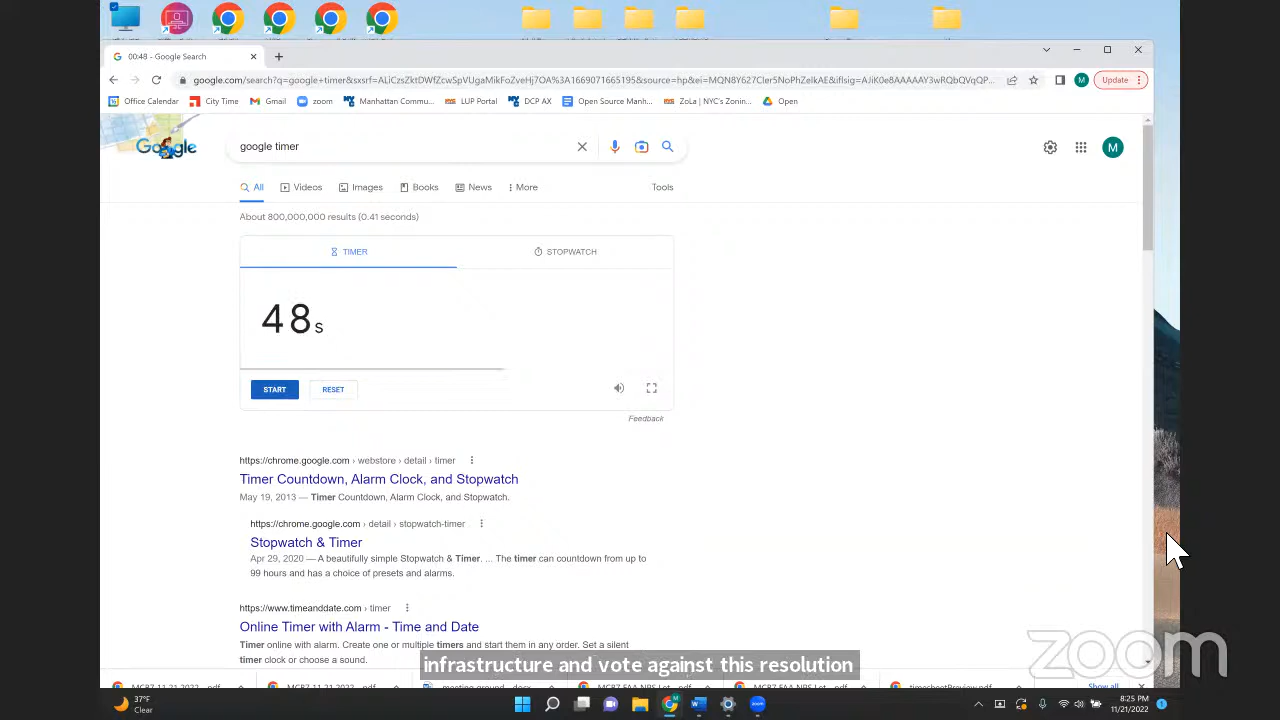 00:48 - Google Search
Update
Office Calendar
City Time
Gmail
zoom
Manhattan Commu...
LUP Portal
DCP AX
Open Source Manh...
ZoLa | NYC's Zonin...
Open
Google
google timer
M
All
Videos
Images
Books
News
More
Tools
About 800,000,000 results (0.41 seconds)
TIMER
STOPWATCH
48s
START
RESET
Feedback
https://chrome.google.com › webstore › detail › timer
Timer Countdown, Alarm Clock, and Stopwatch
May 19, 2013 — Timer Countdown, Alarm Clock, and Stopwatch.
https://chrome.google.com › detail › stopwatch-timer
Stopwatch & Timer
Apr 29, 2020 — A beautifully simple Stopwatch & Timer. ... The timer can countdown from up to
99 hours and has a choice of presets and alarms.
https://www.timeanddate.com › timer
Online Timer with Alarm - Time and Date
Timer online with alarm. Create one or multiple timers and start them in any order. Set a silent
timer clock or choose a sound.
infrastructure and vote against this resolution
zoom
Show all
37°F
Clear
8:25 PM
11/21/2022